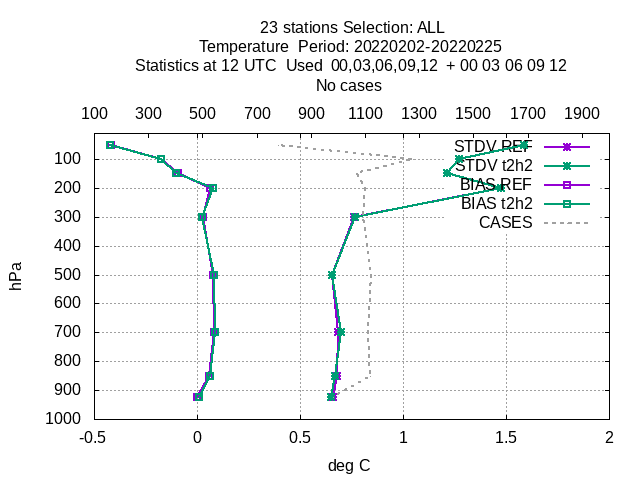 23 stations Selection: ALL
Temperature  Period: 20220202-20220225
Statistics at 12 UTC  Used  00,03,06,09,12  + 00 03 06 09 12
No cases
100 300 500 700 900 1100 1300 1500 1700 1900
STDV REF
STDV t2h2
BIAS REF
BIAS t2h2
CASES
hPa
100
200
300
400
500
600
700
800
900
1000
-0.5 0 0.5 1 1.5 2
deg C